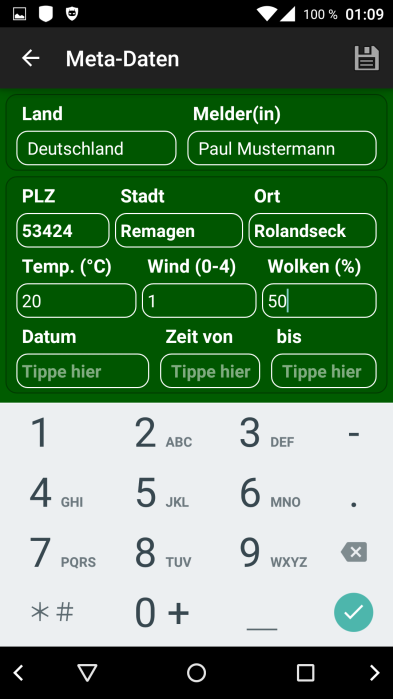 100 % 01:09
Meta-Daten
Land Melder(in)
Deutschland Paul Mustermann
PLZ Stadt Ort
53424 Remagen Rolandseck
Temp. (°C) Wind (0-4) Wolken (%)
20 1 50
Datum Zeit von bis
Tippe hier Tippe hier Tippe hier
1 2 ABC 3 DEF -
4 GHI 5 JKL 6 MNO .
7 PQRS 8 TUV 9 WXYZ
*# 0 + _